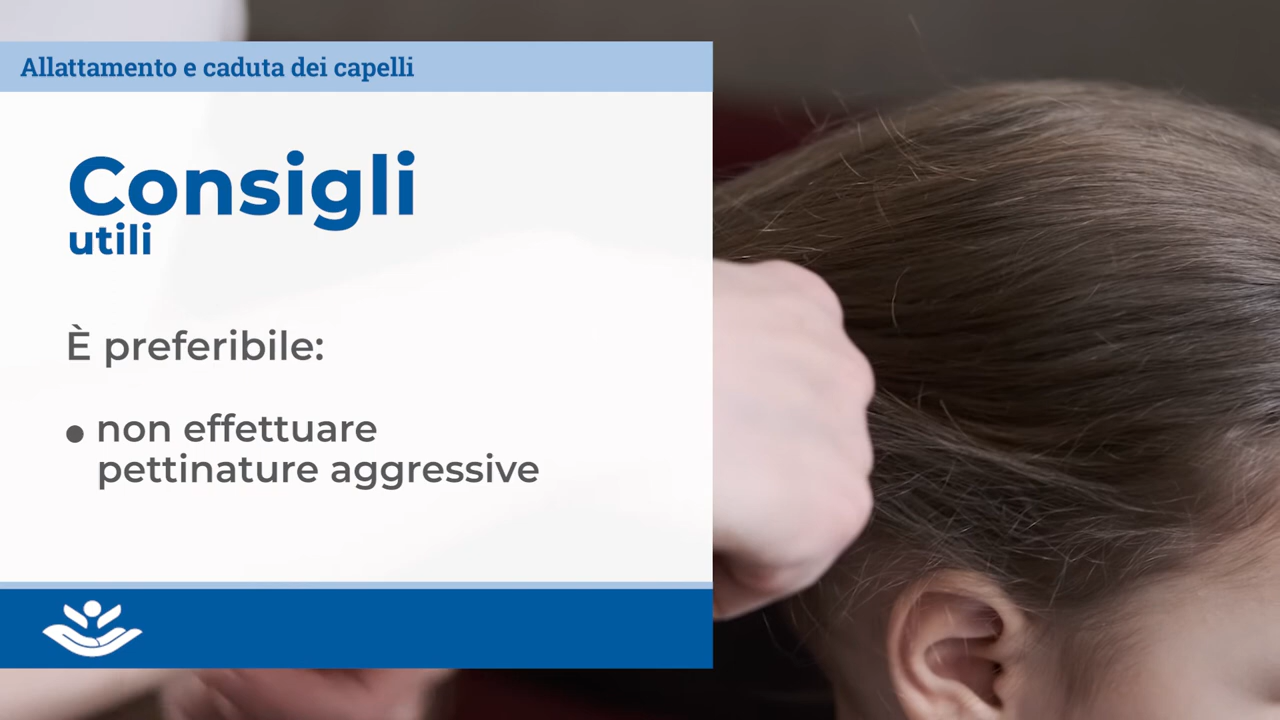 Allattamento e caduta dei capelli
Consigli
utili
È preferibile:
● non effettuare
pettinature aggressive